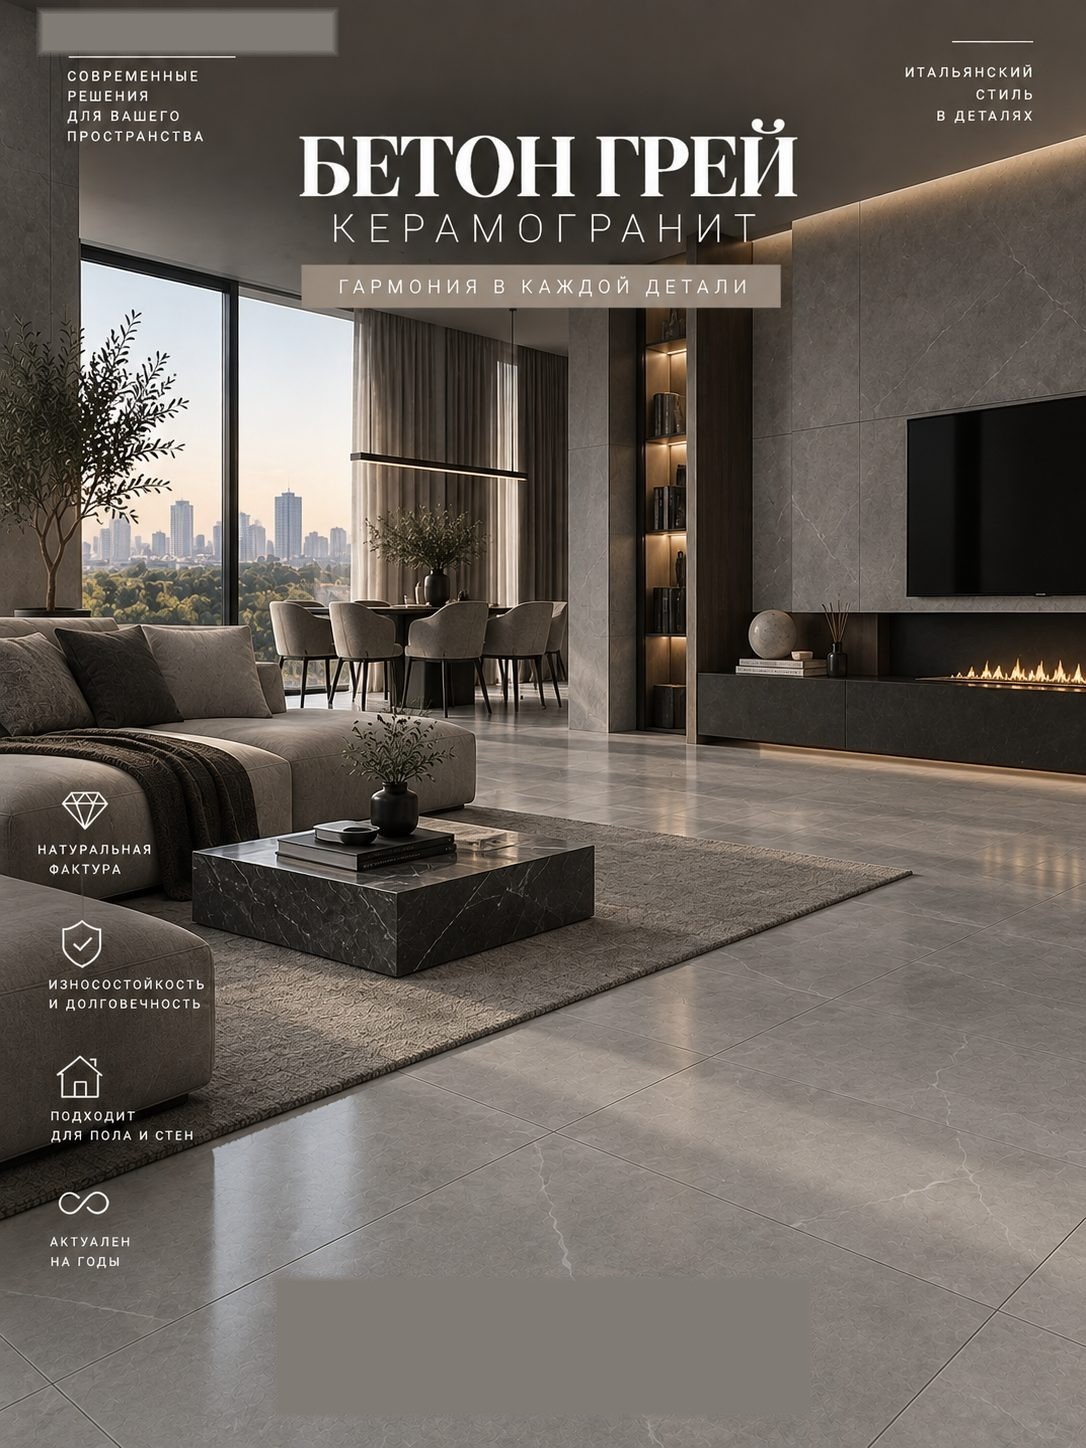 СОВРЕМЕННЫЕ
РЕШЕНИЯ
ДЛЯ ВАШЕГО
ПРОСТРАНСТВА
ИТАЛЬЯНСКИЙ
СТИЛЬ
В ДЕТАЛЯХ
БЕТОН ГРЕЙ
КЕРАМОГРАНИТ
ГАРМОНИЯ В КАЖДОЙ ДЕТАЛИ
НАТУРАЛЬНАЯ
ФАКТУРА
ИЗНОСОСТОЙКОСТЬ
И ДОЛГОВЕЧНОСТЬ
ПОДХОДИТ
ДЛЯ ПОЛА И СТЕН
АКТУАЛЕН
НА ГОДЫ